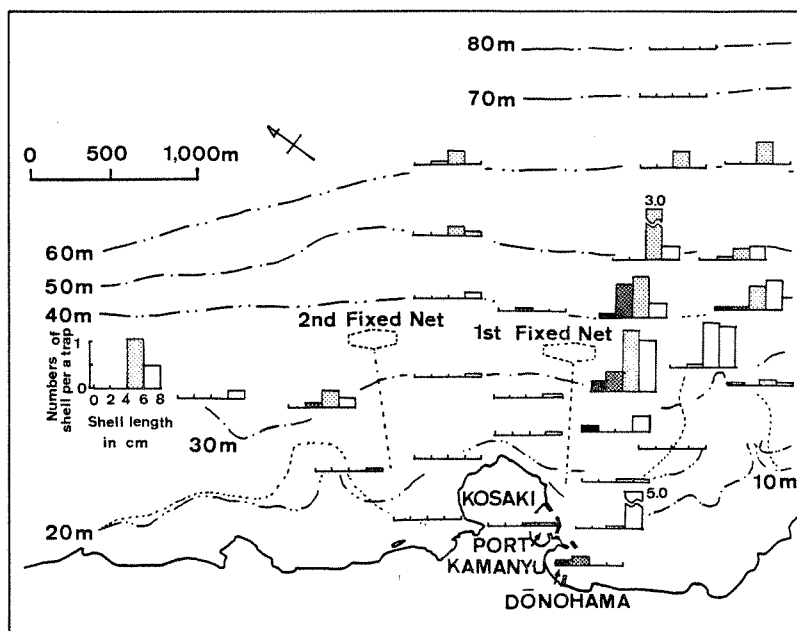 80m
70m
0 500 1,000m
60m
3.0
50m
40m
2nd Fixed Net
1st Fixed Net
Numbers of
shell per a trap
1
0
0 2 4 6 8
Shell length
in cm
30m
10m
5.0
KOSAKI
20m
PORT
KAMANYU
DŌNOHAMA